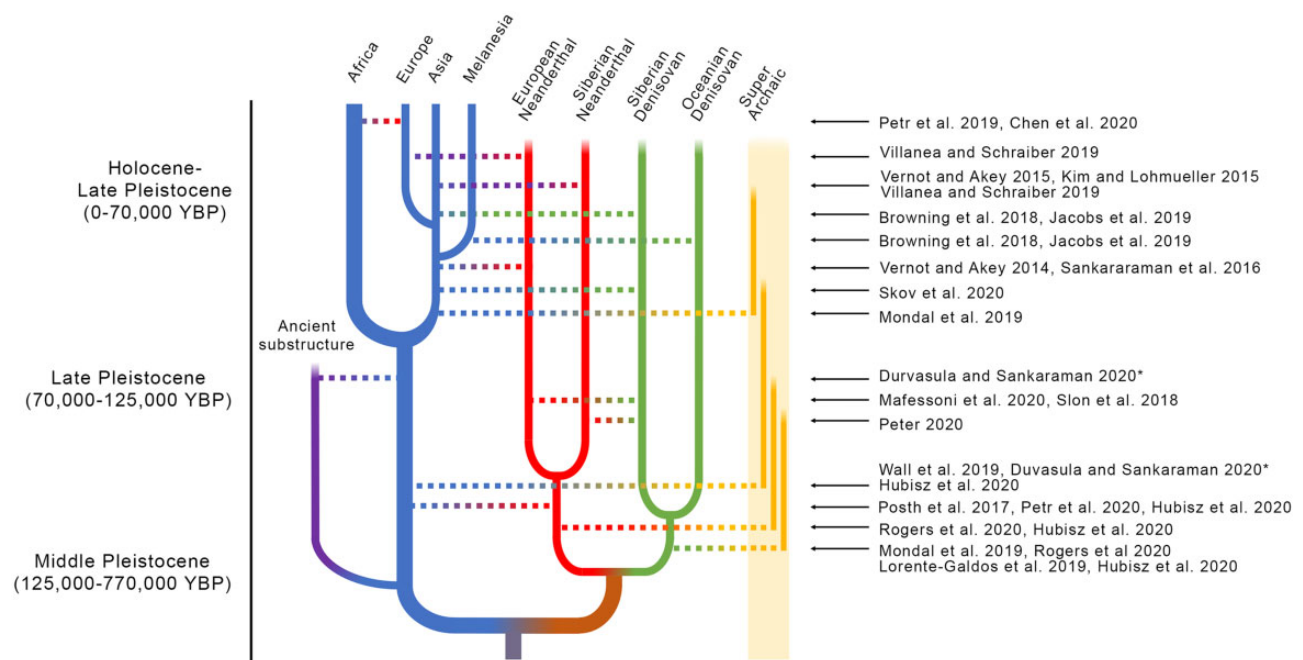 Africa
Europe
Asia
Melanesia
European
Neanderthal
Siberian
Neanderthal
Siberian
Denisovan
Oceanian
Denisovan
Super
Archaic
Holocene-
Late Pleistocene
(0-70,000 YBP)
Ancient
substructure
Late Pleistocene
(70,000-125,000 YBP)
Middle Pleistocene
(125,000-770,000 YBP)
Petr et al. 2019, Chen et al. 2020
Villanea and Schraiber 2019
Vernot and Akey 2015, Kim and Lohmueller 2015
Villanea and Schraiber 2019
Browning et al. 2018, Jacobs et al. 2019
Browning et al. 2018, Jacobs et al. 2019
Vernot and Akey 2014, Sankararaman et al. 2016
Skov et al. 2020
Mondal et al. 2019
Durvasula and Sankaraman 2020*
Mafessoni et al. 2020, Slon et al. 2018
Peter 2020
Wall et al. 2019, Duvasula and Sankaraman 2020*
Hubisz et al. 2020
Posth et al. 2017, Petr et al. 2020, Hubisz et al. 2020
Rogers et al. 2020, Hubisz et al. 2020
Mondal et al. 2019, Rogers et al 2020
Lorente-Galdos et al. 2019, Hubisz et al. 2020